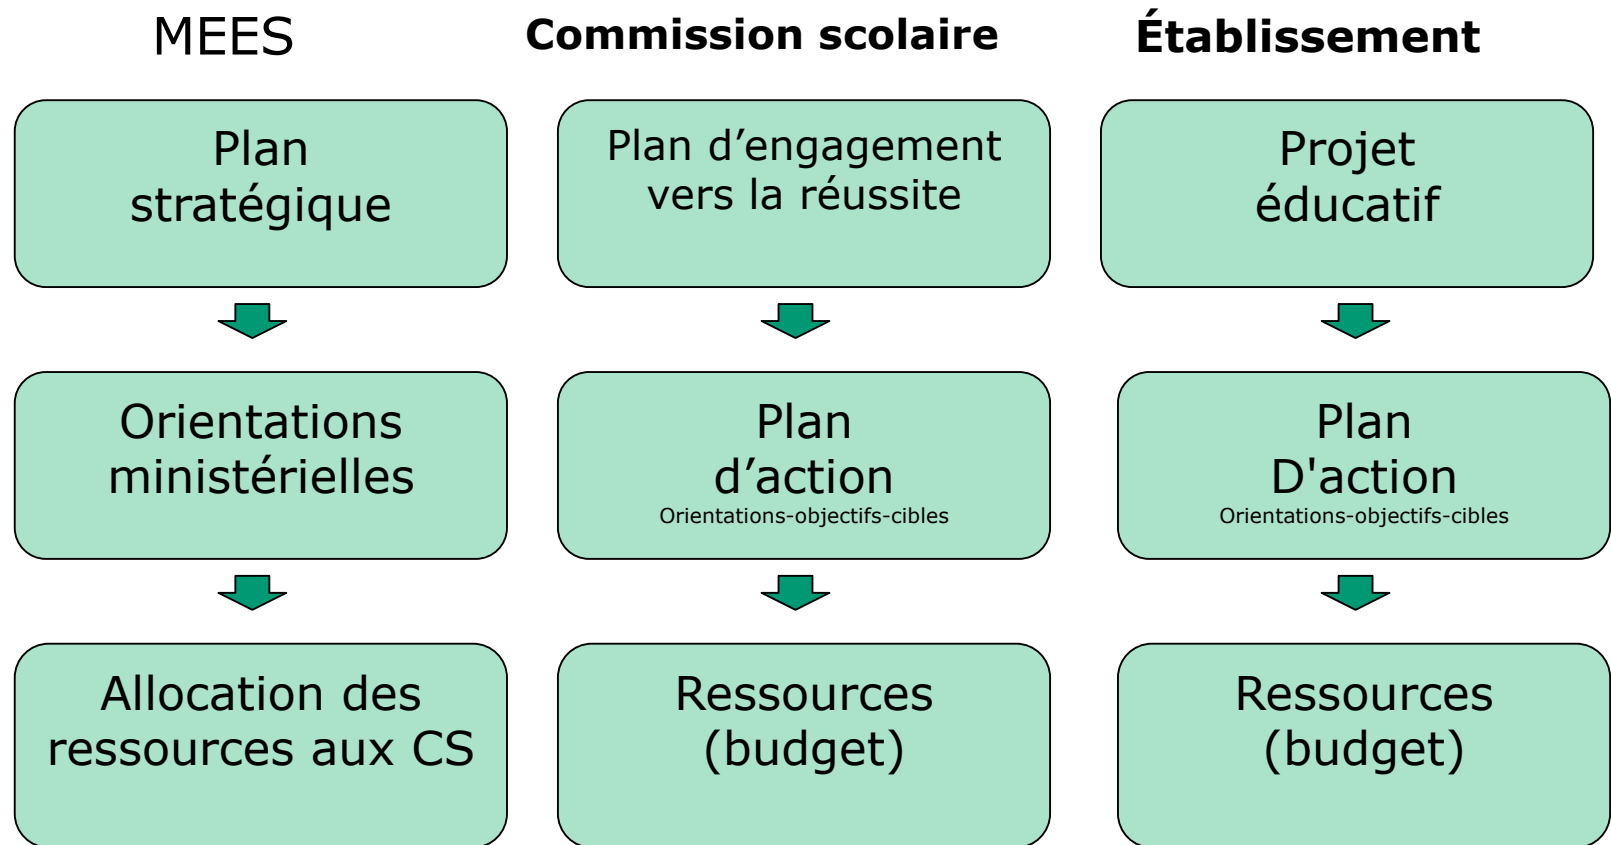 MEES
Commission scolaire
Établissement
Plan
stratégique
Plan d’engagement
vers la réussite
Projet
éducatif
Orientations
ministérielles
Plan
d’action
Orientations-objectifs-cibles
Plan
D'action
Orientations-objectifs-cibles
Allocation des
ressources aux CS
Ressources
(budget)
Ressources
(budget)